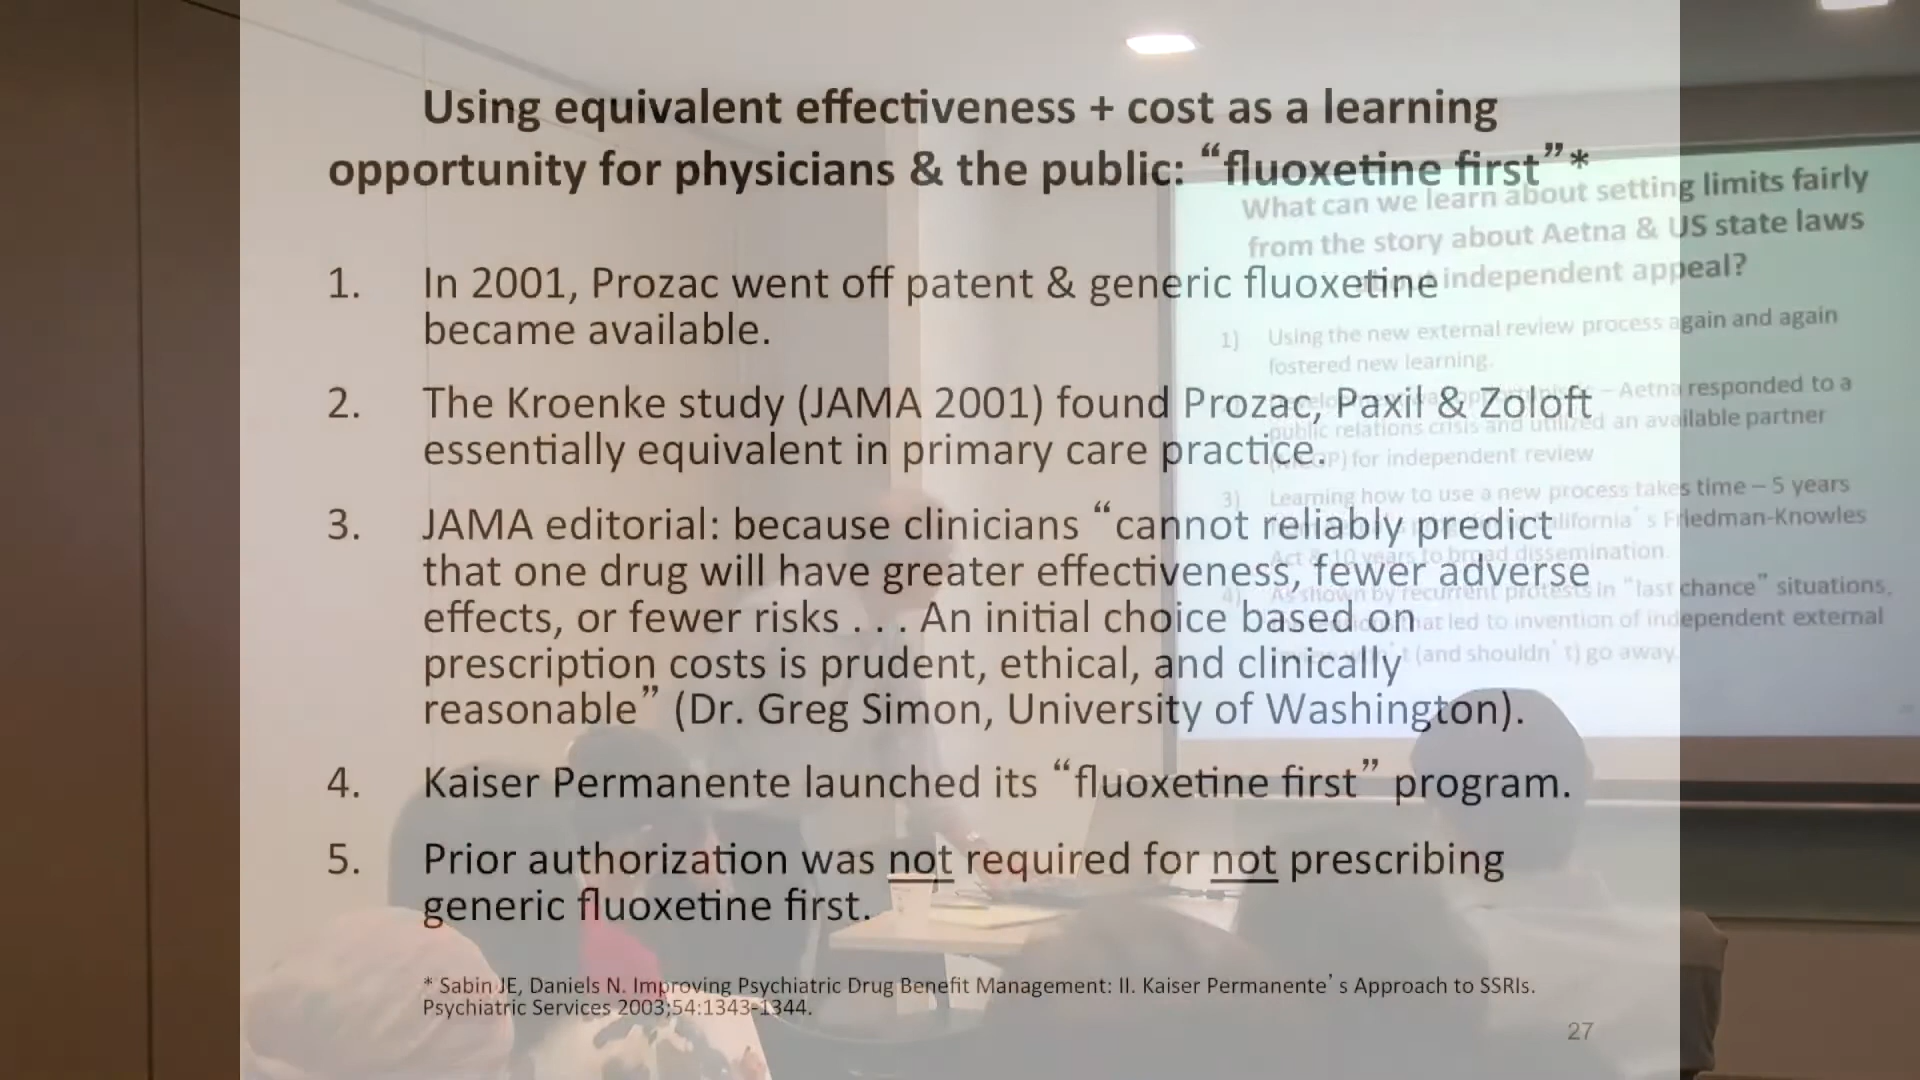 Using equivalent effectiveness + cost as a learning
opportunity for physicians & the public: “fluoxetine first”*
1. In 2001, Prozac went off patent & generic fluoxetine
became available.
2. The Kroenke study (JAMA 2001) found Prozac, Paxil & Zoloft
essentially equivalent in primary care practice.
3. JAMA editorial: because clinicians “cannot reliably predict
that one drug will have greater effectiveness, fewer adverse
effects, or fewer risks . . . An initial choice based on
prescription costs is prudent, ethical, and clinically
reasonable” (Dr. Greg Simon, University of Washington).
4. Kaiser Permanente launched its “fluoxetine first” program.
5. Prior authorization was not required for not prescribing
generic fluoxetine first.
* Sabin JE, Daniels N. Improving Psychiatric Drug Benefit Management: II. Kaiser Permanente’s Approach to SSRIs.
Psychiatric Services 2003;54:1343-1344.
27
What can we learn about setting limits fairly
from the story about Aetna & US state laws
independent appeal?
1) Using the new external review process again and again
fostered new learning.
– Aetna responded to a
public relations crisis and utilized an available partner
for independent review
3) Learning how to use a new process takes time – 5 years
California’s Friedman-Knowles
Act & 10 years to broad dissemination.
4) As shown by recurrent protests in “last chance” situations,
that led to invention of independent external
(and shouldn’t) go away.